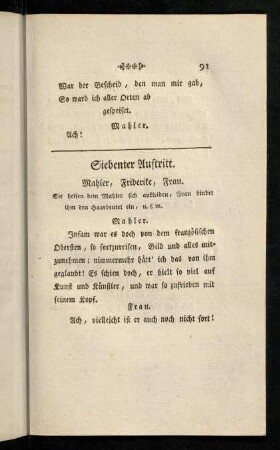 91
War der Bescheid, den man mir gab,
So ward ich aller Orten ab
gespeiset.
Mahler.
Ach!
Siebenter Auftritt.
Mahler, Friderike, Frau.
Sie helfen dem Mahler sich ankleiden, Frau bindet
ihm den Haarbeutel ein, u. s. w.
Mahler.
Infam war es doch von dem französischen
Obersten, so fortzureisen, Bild und alles mit-
zunehmen; nimmermehr hätt' ich das von ihm
geglaubt! Es schien doch, er hielt so viel auf
Kunst und Künstler, und war so zufrieden mit
seinem Kopf.
Frau.
Ach, vielleicht ist er auch noch nicht fort!